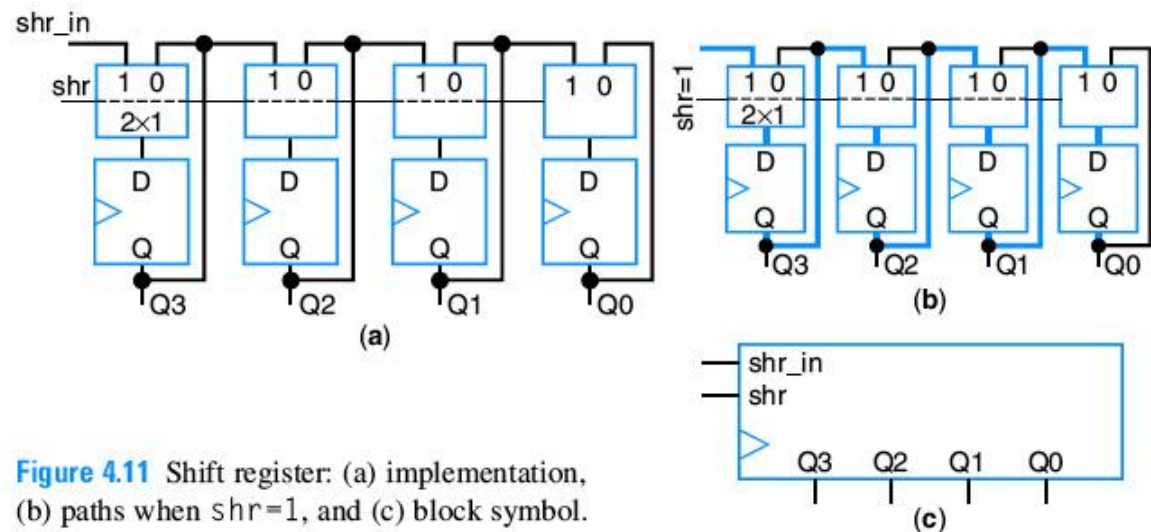 shr_in
shr
1 0
1 0
1 0
1 0
2×1
D
D
D
D
Q
Q
Q
Q
Q3
Q2
Q1
Q0
(a)
shr=1
1 0
1 0
1 0
1 0
2×1
D
D
D
D
Q
Q
Q
Q
Q3
Q2
Q1
Q0
(b)
shr_in
shr
Q3 Q2 Q1 Q0
(c)
Figure 4.11 Shift register: (a) implementation,
(b) paths when shr=1, and (c) block symbol.